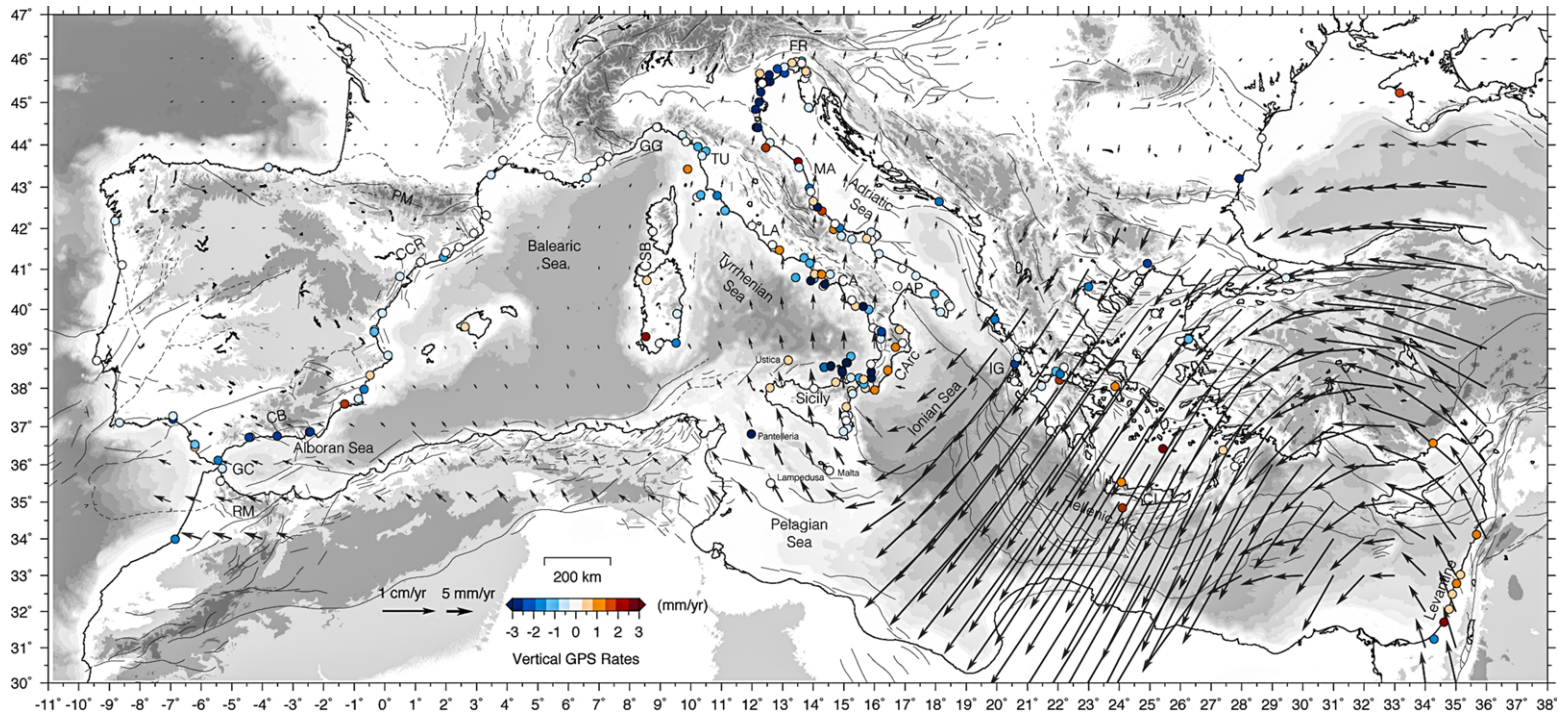 47°
46°
45°
44°
43°
42°
41°
40°
39°
38°
37°
36°
35°
34°
33°
32°
31°
30°
FR
GG
TU
MA
PM
Adriatic
Sea
LA
CCR
Balearic
Sea
CSB
Tyrrhenian
Sea
CA
AP
Ustica
CArc
IG
Sicily
Ionian Sea
CB
Alboran Sea
Pantelleria
GC
Malta
Lampedusa
CI
Hellenic Arc
RM
Pelagian
Sea
200 km
Levantine
1 cm/yr
5 mm/yr
(mm/yr)
-3 -2 -1 0 1 2 3
Vertical GPS Rates
-11° -10° -9° -8° -7° -6° -5° -4° -3° -2° -1° 0° 1° 2° 3° 4° 5° 6° 7° 8° 9° 10° 11° 12° 13° 14° 15° 16° 17° 18° 19° 20° 21° 22° 23° 24° 25° 26° 27° 28° 29° 30° 31° 32° 33° 34° 35° 36° 37° 38°